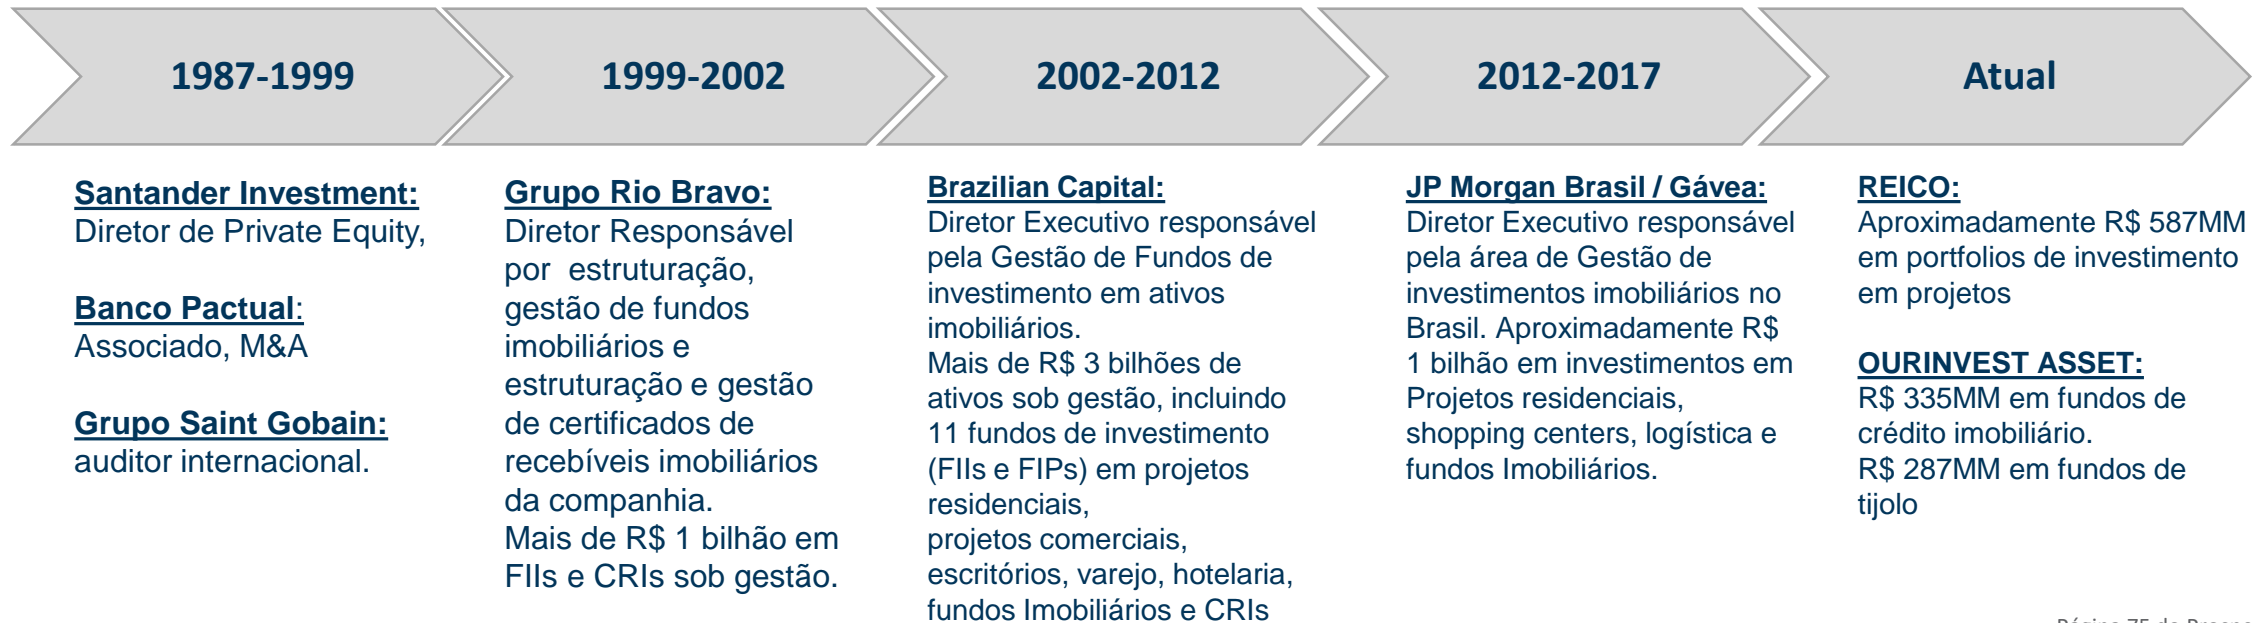 1987-1999
1999-2002
2002-2012
2012-2017
Atual
Santander Investment:
Diretor de Private Equity,
Banco Pactual:
Associado, M&A
Grupo Saint Gobain:
auditor internacional.
Grupo Rio Bravo:
Diretor Responsável
por estruturação,
gestão de fundos
imobiliários e
estruturação e gestão
de certificados de
recebíveis imobiliários
da companhia.
Mais de R$ 1 bilhão em
FIIs e CRIs sob gestão.
Brazilian Capital:
Diretor Executivo responsável
pela Gestão de Fundos de
investimento em ativos
imobiliários.
Mais de R$ 3 bilhões de
ativos sob gestão, incluindo
11 fundos de investimento
(FIIs e FIPs) em projetos
residenciais,
projetos comerciais,
escritórios, varejo, hotelaria,
fundos Imobiliários e CRIs
JP Morgan Brasil / Gávea:
Diretor Executivo responsável
pela área de Gestão de
investimentos imobiliários no
Brasil. Aproximadamente R$
1 bilhão em investimentos em
Projetos residenciais,
shopping centers, logística e
fundos Imobiliários.
REICO:
Aproximadamente R$ 587MM
em portfolios de investimento
em projetos
OURINVEST ASSET:
R$ 335MM em fundos de
crédito imobiliário.
R$ 287MM em fundos de
tijolo